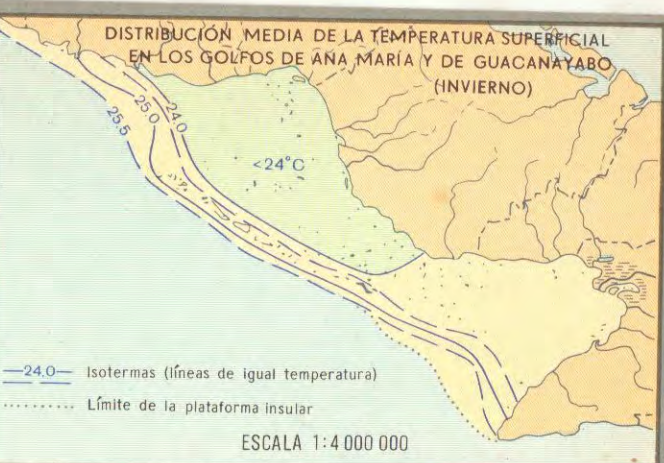 DISTRIBUCIÓN MEDIA DE LA TEMPERATURA SUPERFICIAL
EN LOS GOLFOS DE ANA MARÍA Y DE GUACANAYABO
(INVIERNO)
24.0
25.0
25.5
<24°C
24.0 Isotermas (líneas de igual temperatura)
Límite de la plataforma insular
ESCALA 1:4 000 000